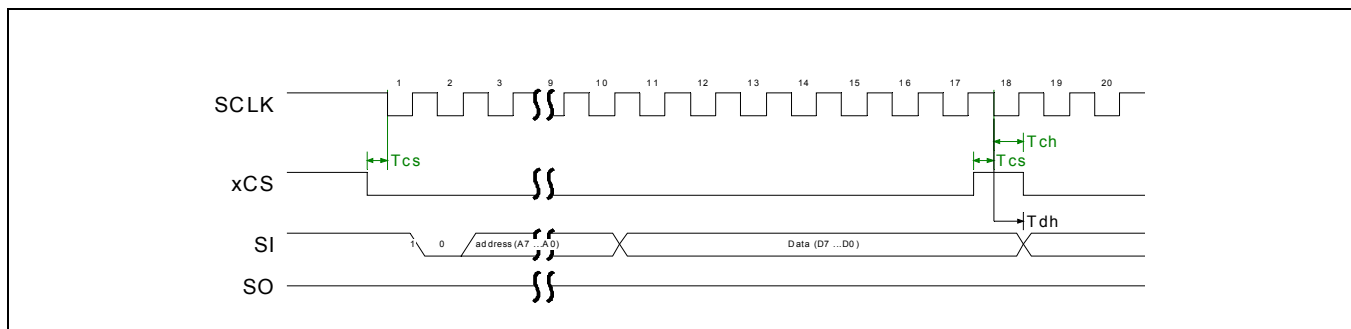 1 2 3 9 10 11 12 13 14 15 16 17 18 19 20
SCLK
Tch
Tcs Tcs
xCS
Tdh
SI 1 0 address (A7 ...A0) Data (D7 ...D0)
SO